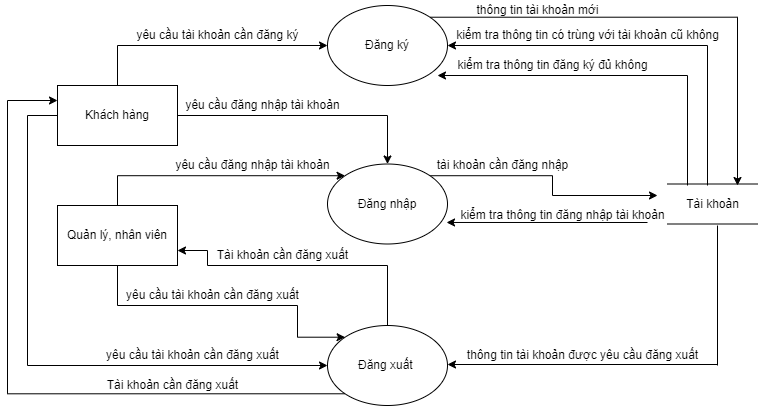 thông tin tài khoản mới
yêu cầu tài khoản cần đăng ký
Đăng ký
kiểm tra thông tin có trùng với tài khoản cũ không
kiểm tra thông tin đăng ký đủ không
Khách hàng
yêu cầu đăng nhập tài khoản
yêu cầu đăng nhập tài khoản
tài khoản cần đăng nhập
Đăng nhập
Tài khoản
kiểm tra thông tin đăng nhập tài khoản
Quản lý, nhân viên
Tài khoản cần đăng xuất
yêu cầu tài khoản cần đăng xuất
yêu cầu tài khoản cần đăng xuất
Đăng xuất
thông tin tài khoản được yêu cầu đăng xuất
Tài khoản cần đăng xuất